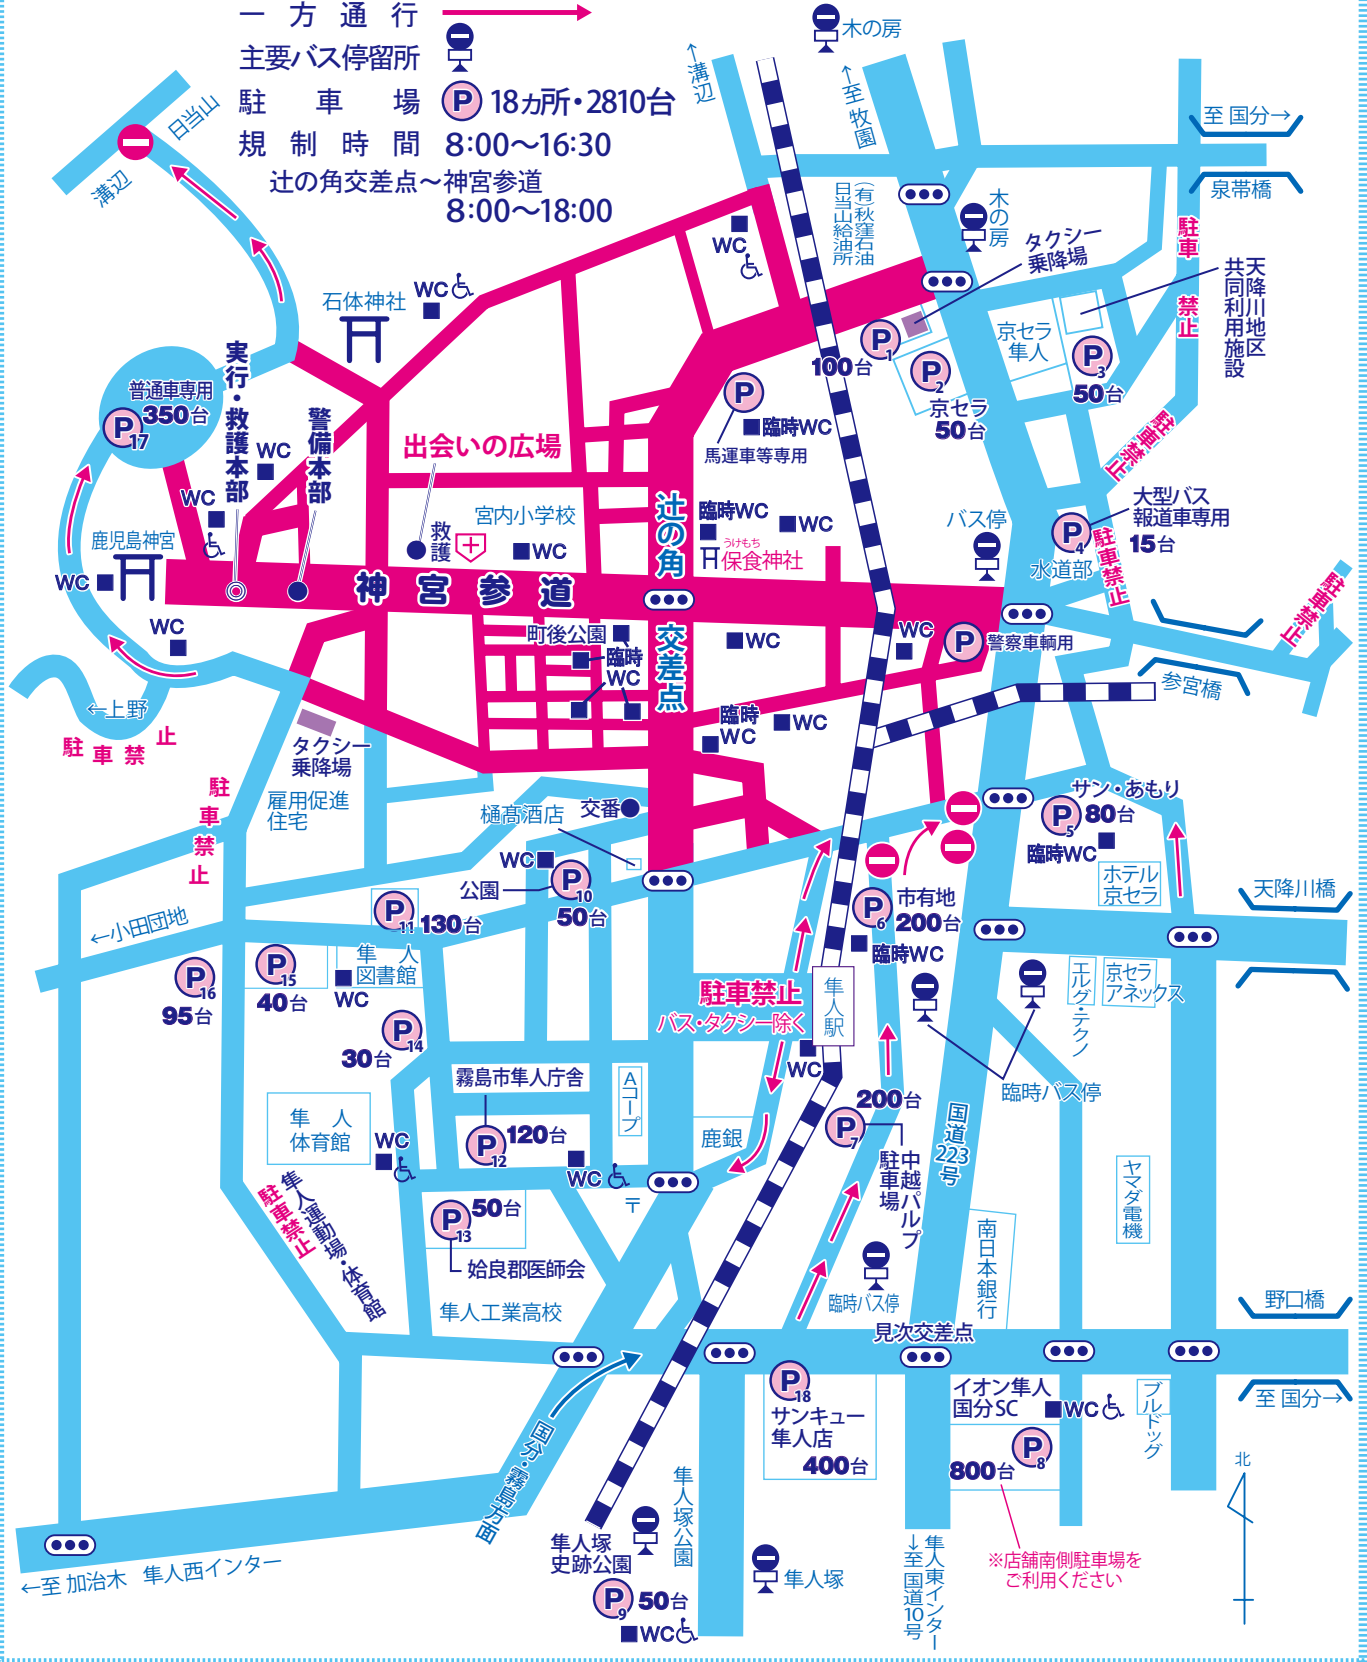 一方通行
主要バス停留所
駐車場 P 18ヵ所・2810台
規制時間 8:00〜16:30
辻の角交差点〜神宮参道
8:00〜18:00
木の房
←溝辺
←至 牧園
至 国分→
泉帯橋
日当山
溝辺
(有)秋窪石油
日当山給油所
木の房
タクシー
乗降場
駐車 禁止
天降川地区
共同利用施設
WC
石体神社
WC
京セラ
隼人
P1
100台
P2
京セラ
50台
P3
50台
普通車専用
P17
350台
実行・救護本部
警備本部
WC
WC
出会いの広場
P
臨時WC
馬運車等専用
駐車禁止
宮内小学校
救護
WC
辻の角
交差点
臨時WC
WC
うけもち
保食神社
バス停
大型バス
報道車専用
P4
15台
水道部
駐車禁止
駐車禁止
鹿児島神宮
WC
神宮参道
WC
町後公園
臨時
WC
WC
WC
P
警察車輌用
参宮橋
←上野
駐車禁止
タクシー
乗降場
臨時
WC
WC
駐車禁止
雇用促進
住宅
樋高酒店
交番
サン・あもり
P5
80台
臨時WC
WC
公園
P10
50台
ホテル
京セラ
天降川橋
←小田団地
P11
130台
P6
市有地
200台
臨時WC
隼人
図書館
WC
P15
40台
P16
95台
駐車禁止
バス・タクシー除く
隼人駅
WC
エルグ・テクノ
京セラ
アネックス
P14
30台
霧島市隼人庁舎
Aコープ
臨時バス停
200台
P7
中越パルプ
駐車場
国道223号
隼人
体育館
WC
P12
120台
WC
鹿銀
〒
ヤマダ電機
隼人運動場・体育館
駐車禁止
P13
50台
姶良郡医師会
隼人工業高校
臨時バス停
南日本銀行
野口橋
見次交差点
至 国分→
P18
サンキュー
隼人店
400台
イオン隼人
国分SC
WC
P8
800台
ブルドッグ
国分・霧島方面
隼人塚公園
北
隼人塚
史跡公園
P9
50台
WC
隼人塚
隼人東インター
↓至 国道10号
※店舗南側駐車場を
ご利用ください
←至 加治木 隼人西インター